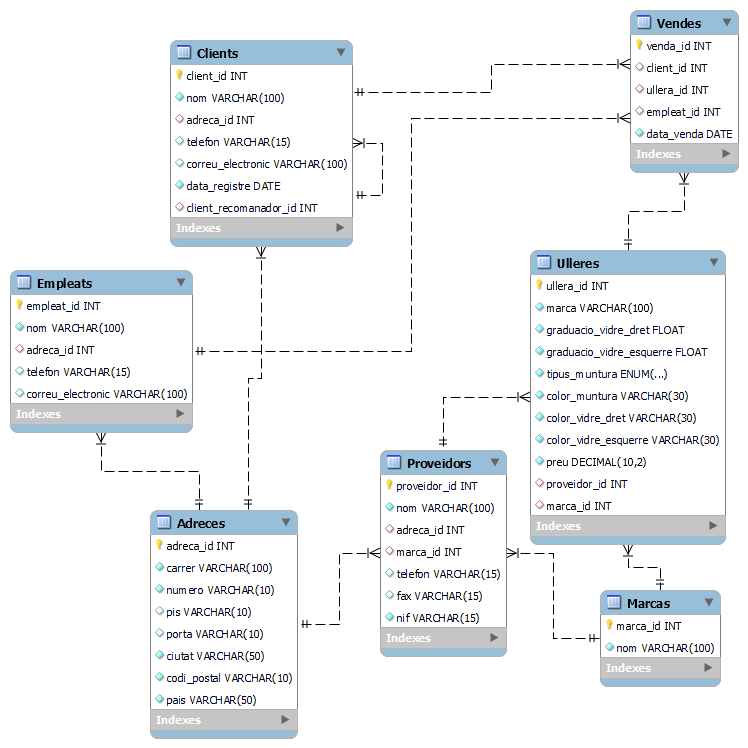 Vendes
venda_id INT
client_id INT
ullera_id INT
empleat_id INT
data_venda DATE
Indexes
Clients
client_id INT
nom VARCHAR(100)
adreca_id INT
telefon VARCHAR(15)
correu_electronic VARCHAR(100)
data_registre DATE
client_recomanador_id INT
Indexes
Empleats
empleat_id INT
nom VARCHAR(100)
adreca_id INT
telefon VARCHAR(15)
correu_electronic VARCHAR(100)
Indexes
Ulleres
ullera_id INT
marca VARCHAR(100)
graduacio_vidre_dret FLOAT
graduacio_vidre_esquerre FLOAT
tipus_muntura ENUM(...)
color_muntura VARCHAR(30)
color_vidre_dret VARCHAR(30)
color_vidre_esquerre VARCHAR(30)
preu DECIMAL(10,2)
proveidor_id INT
marca_id INT
Indexes
Proveidors
proveidor_id INT
nom VARCHAR(100)
adreca_id INT
marca_id INT
telefon VARCHAR(15)
fax VARCHAR(15)
nif VARCHAR(15)
Indexes
Adreces
adreca_id INT
carrer VARCHAR(100)
numero VARCHAR(10)
pis VARCHAR(10)
porta VARCHAR(10)
ciutat VARCHAR(50)
codi_postal VARCHAR(10)
pais VARCHAR(50)
Indexes
Marcas
marca_id INT
nom VARCHAR(100)
Indexes